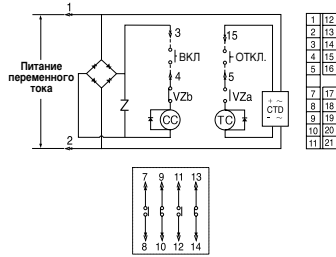 1
3
15
Питание
переменного
тока
ВКЛ
ОТКЛ.
4
5
VZb
VZa
CC
TC
+ ~
CTD
- ~
2
1 12
2 13
3 14
4 15
5 16
7 17
8 18
9 19
10 20
11 21
7 9 11 13
8 10 12 14